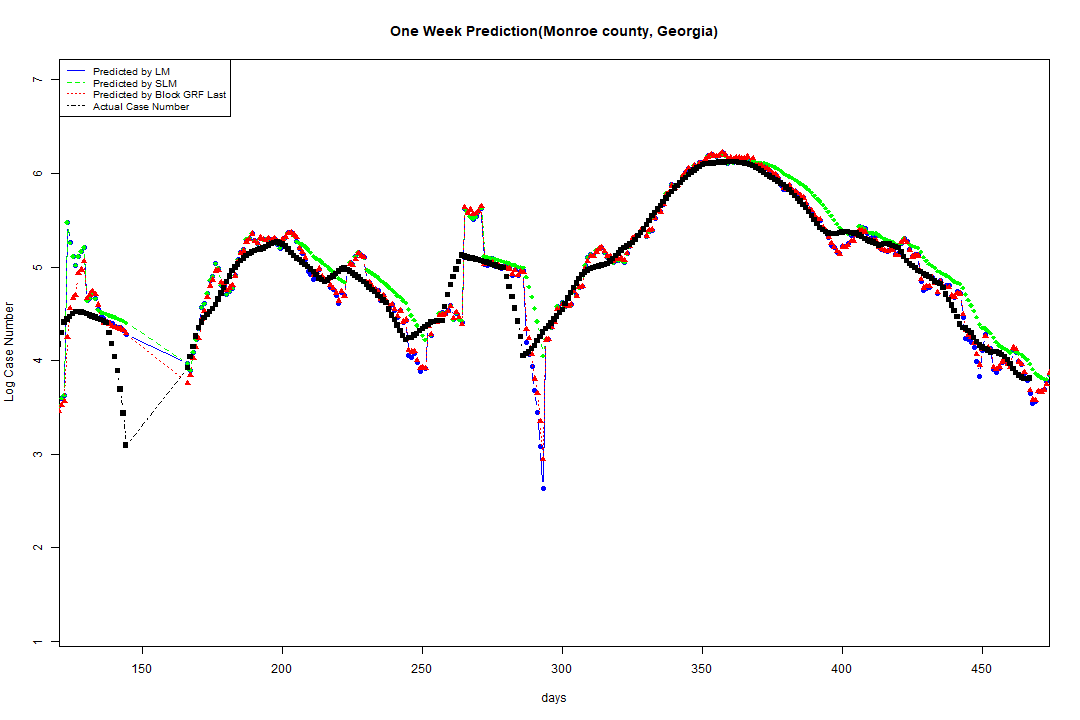 One Week Prediction(Monroe county, Georgia)
Predicted by LM
Predicted by SLM
Predicted by Block GRF Last
Actual Case Number
7
6
5
4
3
2
1
Log Case Number
150 200 250 300 350 400 450
days